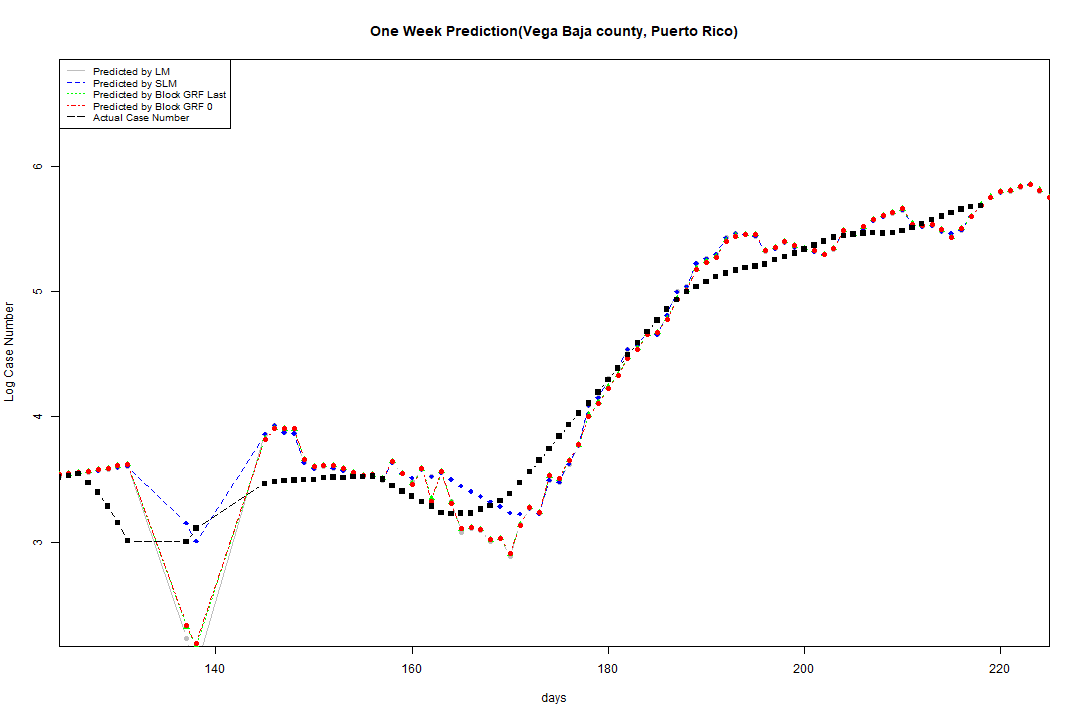 One Week Prediction(Vega Baja county, Puerto Rico)
Predicted by LM
Predicted by SLM
Predicted by Block GRF Last
Predicted by Block GRF 0
Actual Case Number
6
5
4
3
Log Case Number
140
160
180
200
220
days